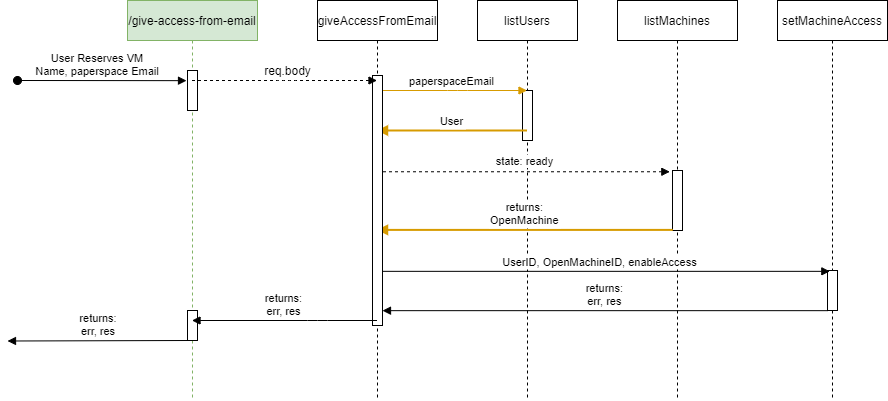 /give-access-from-email
giveAccessFromEmail
listUsers
listMachines
setMachineAccess
User Reserves VM
Name, paperspace Email
req.body
paperspaceEmail
User
state: ready
returns:
OpenMachine
UserID, OpenMachineID, enableAccess
returns:
err, res
returns:
err, res
returns:
err, res